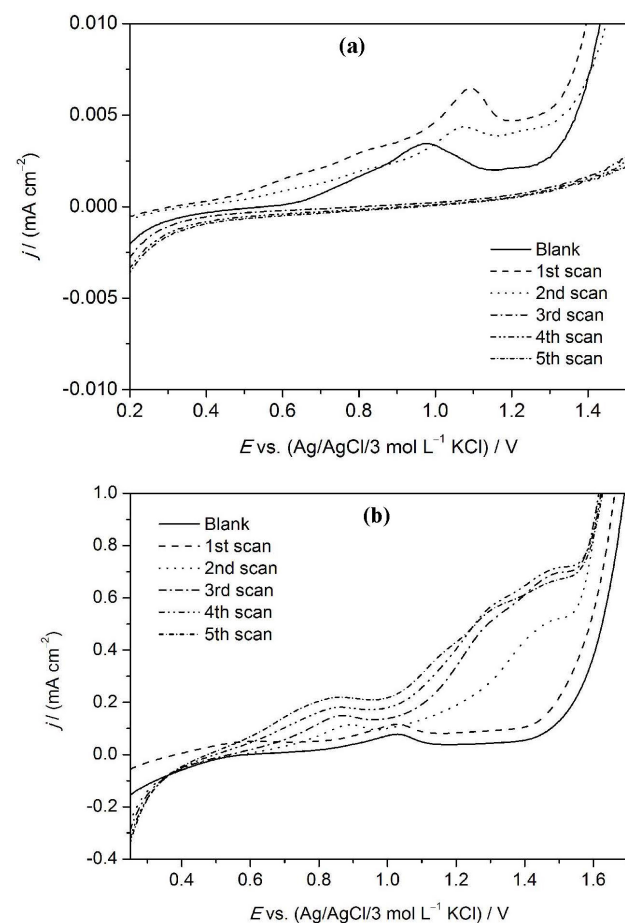 (a)
0.010
0.005
0.000
-0.005
-0.010
j / (mA cm⁻²)
Blank
1st scan
2nd scan
3rd scan
4th scan
5th scan
0.2 0.4 0.6 0.8 1.0 1.2 1.4
E vs. (Ag/AgCl/3 mol L⁻¹ KCl) / V
(b)
1.0
0.8
0.6
0.4
0.2
0.0
-0.2
-0.4
j / (mA cm⁻²)
Blank
1st scan
2nd scan
3rd scan
4th scan
5th scan
0.4 0.6 0.8 1.0 1.2 1.4 1.6
E vs. (Ag/AgCl/3 mol L⁻¹ KCl) / V